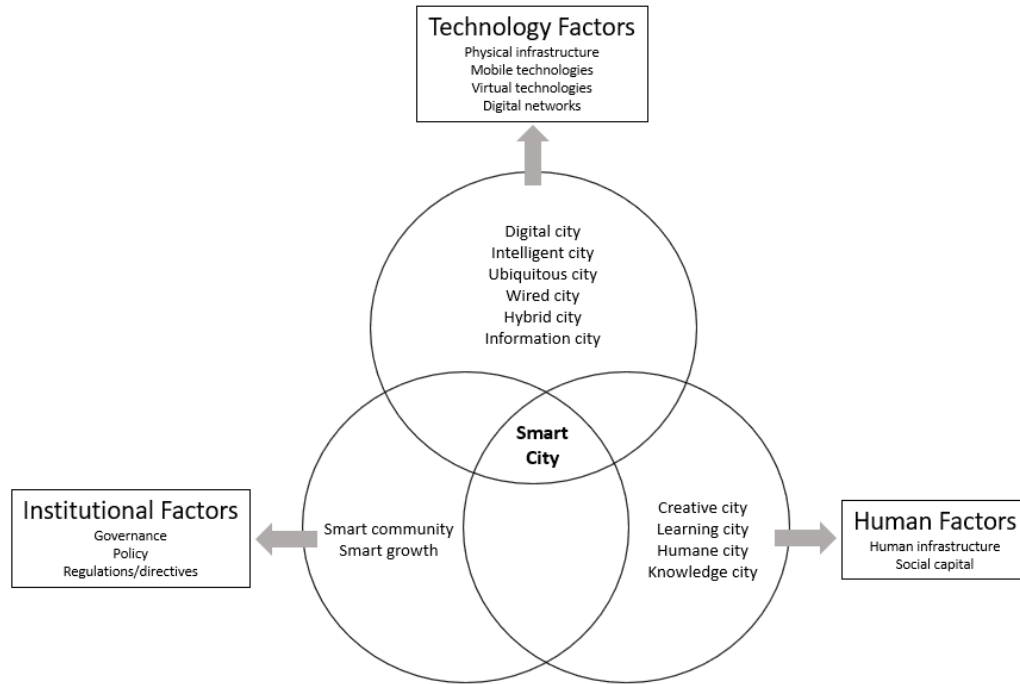 Technology Factors
Physical infrastructure
Mobile technologies
Virtual technologies
Digital networks
Digital city
Intelligent city
Ubiquitous city
Wired city
Hybrid city
Information city
Smart
City
Institutional Factors
Governance
Policy
Regulations/directives
Smart community
Smart growth
Creative city
Learning city
Humane city
Knowledge city
Human Factors
Human infrastructure
Social capital